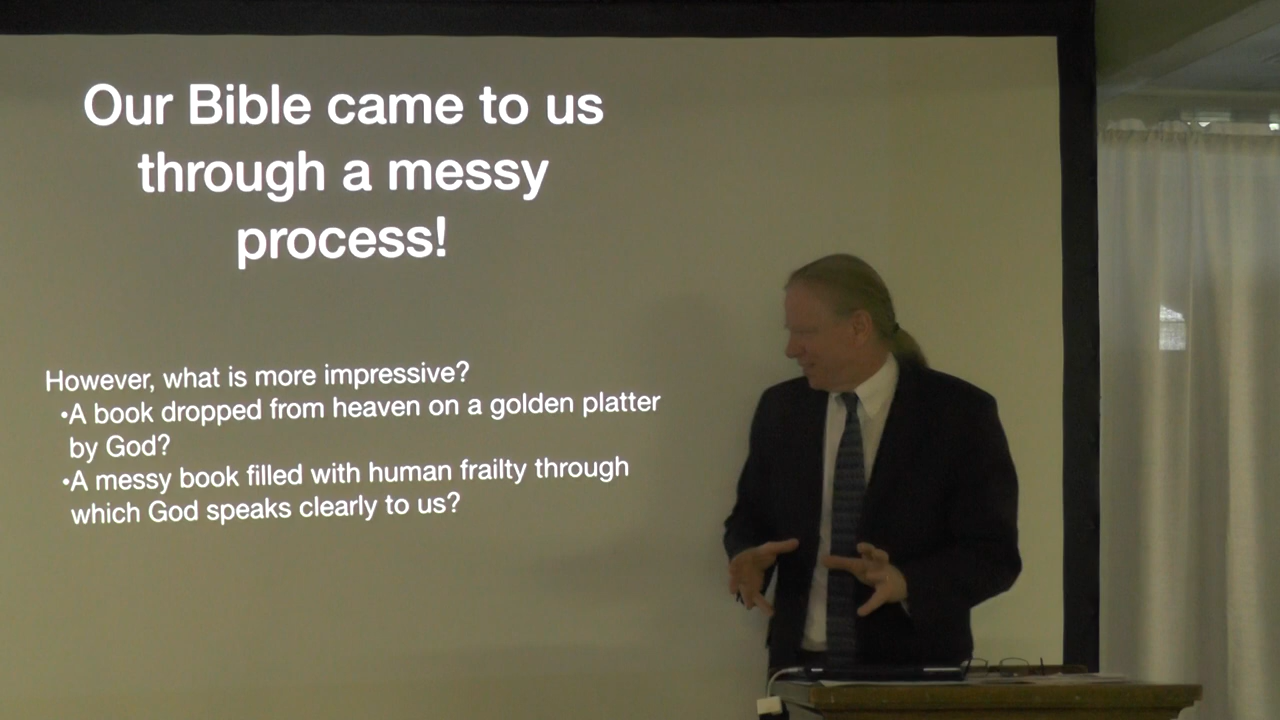 Our Bible came to us
through a messy
process!
However, what is more impressive?
•A book dropped from heaven on a golden platter
by God?
•A messy book filled with human frailty through
which God speaks clearly to us?